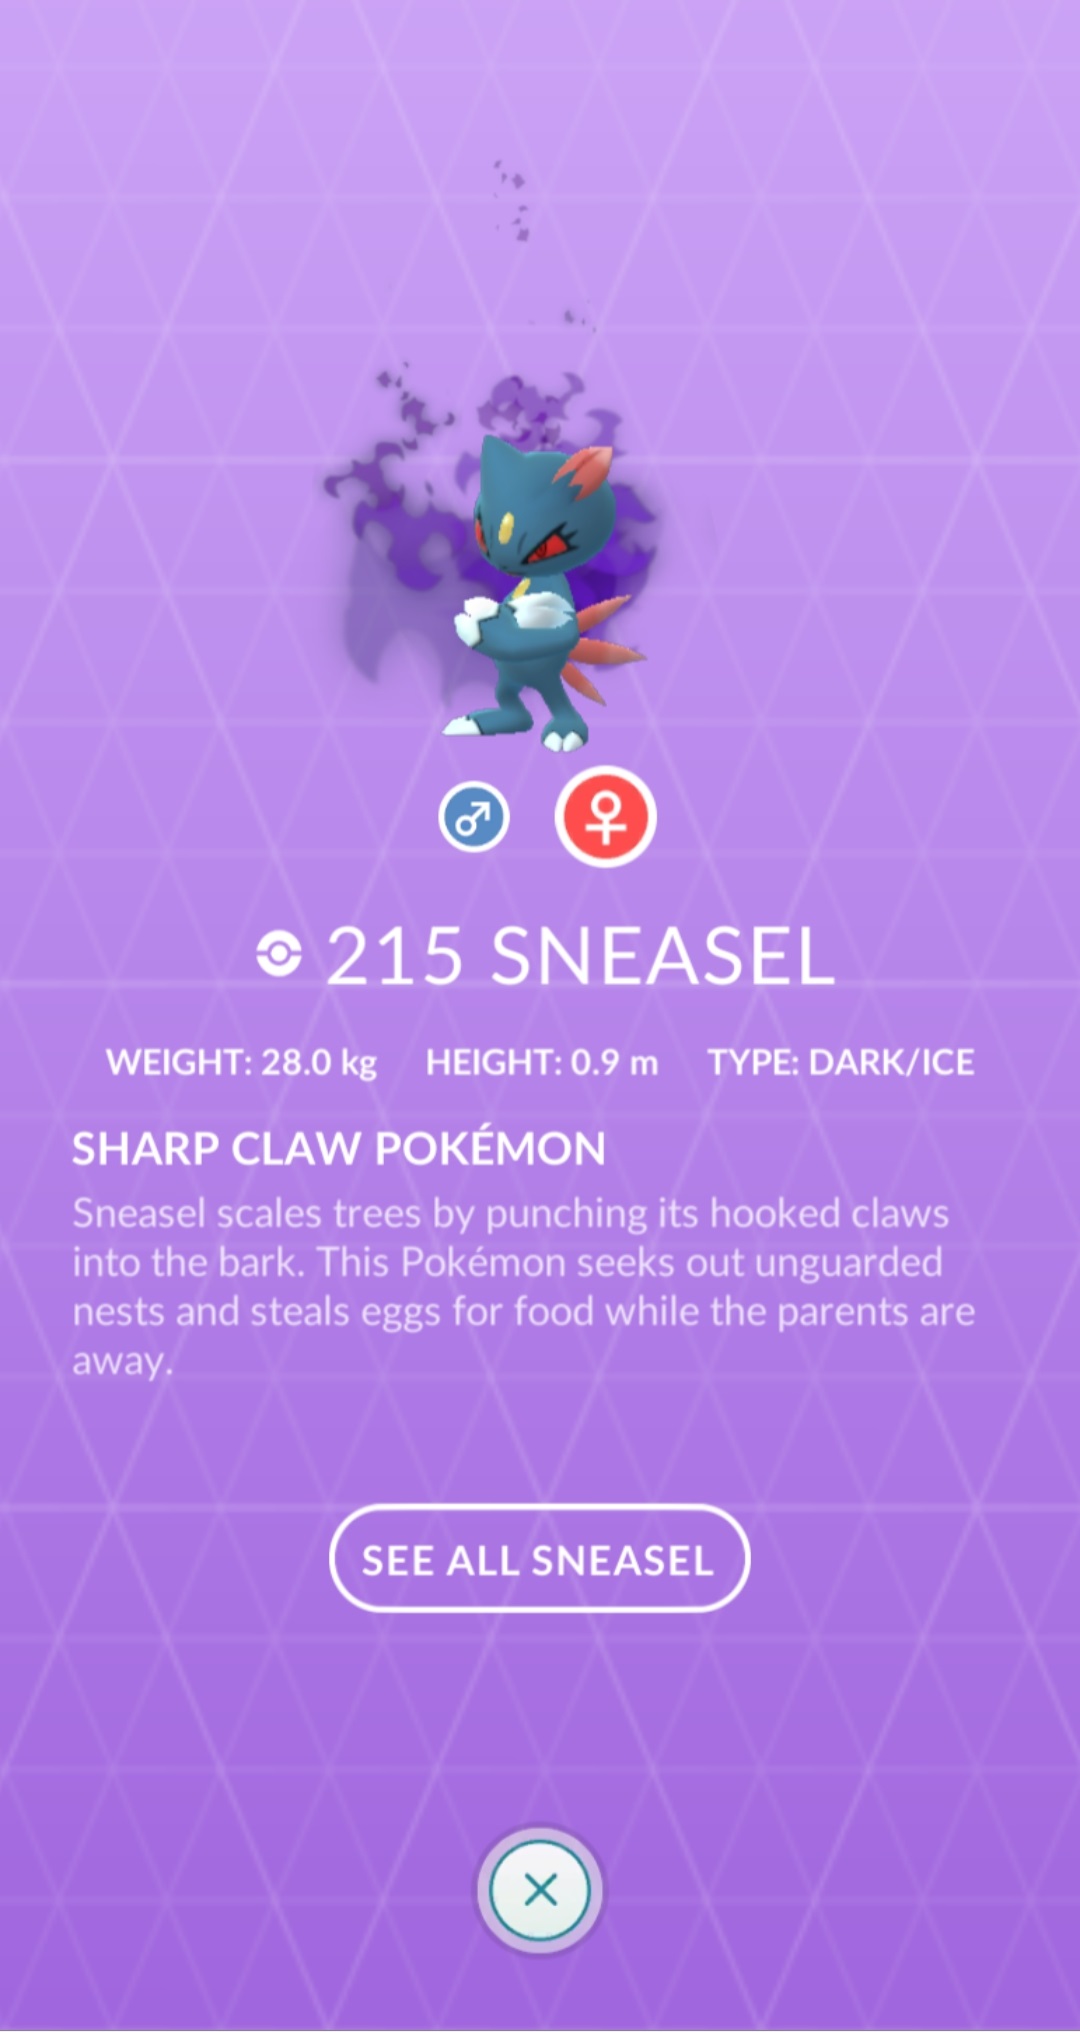 215 SNEASEL
WEIGHT: 28.0 kg HEIGHT: 0.9 m TYPE: DARK/ICE
SHARP CLAW POKÉMON
Sneasel scales trees by punching its hooked claws
into the bark. This Pokémon seeks out unguarded
nests and steals eggs for food while the parents are
away.
SEE ALL SNEASEL